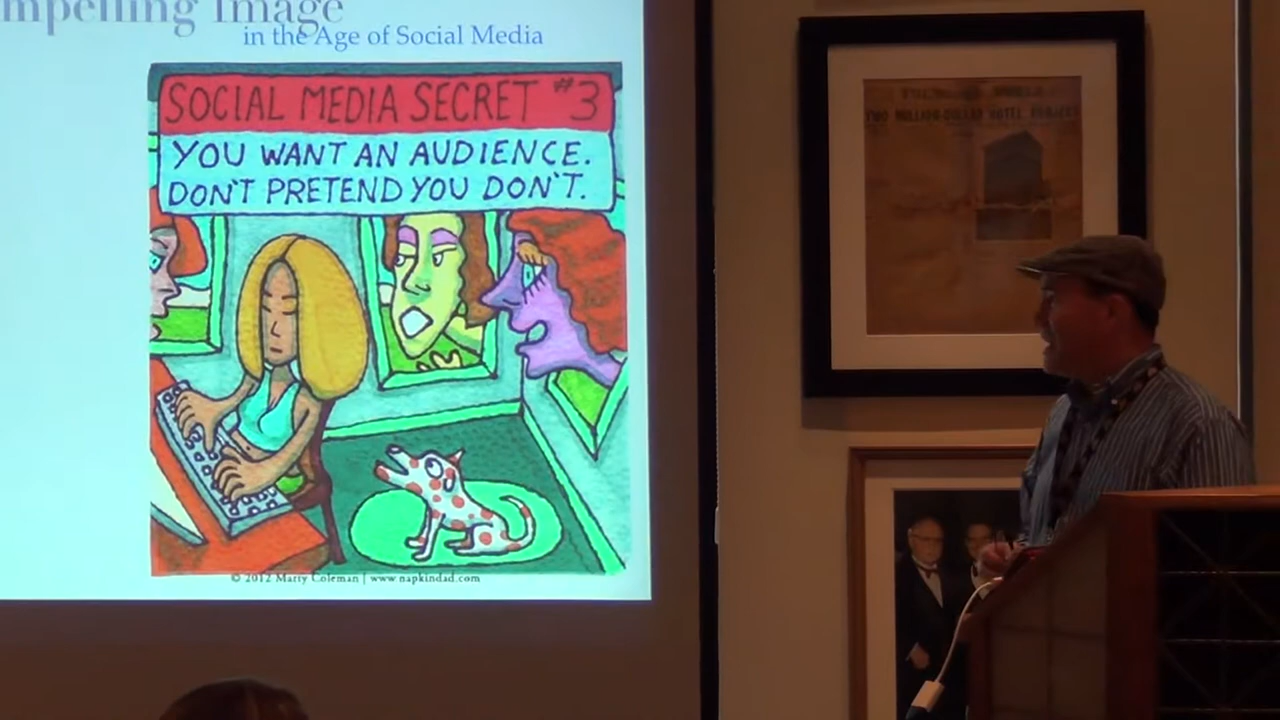 mpelling Image
in the Age of Social Media
SOCIAL MEDIA SECRET #3
YOU WANT AN AUDIENCE.
DON'T PRETEND YOU DON'T.
© 2012 Marty Coleman | www.napkindad.com